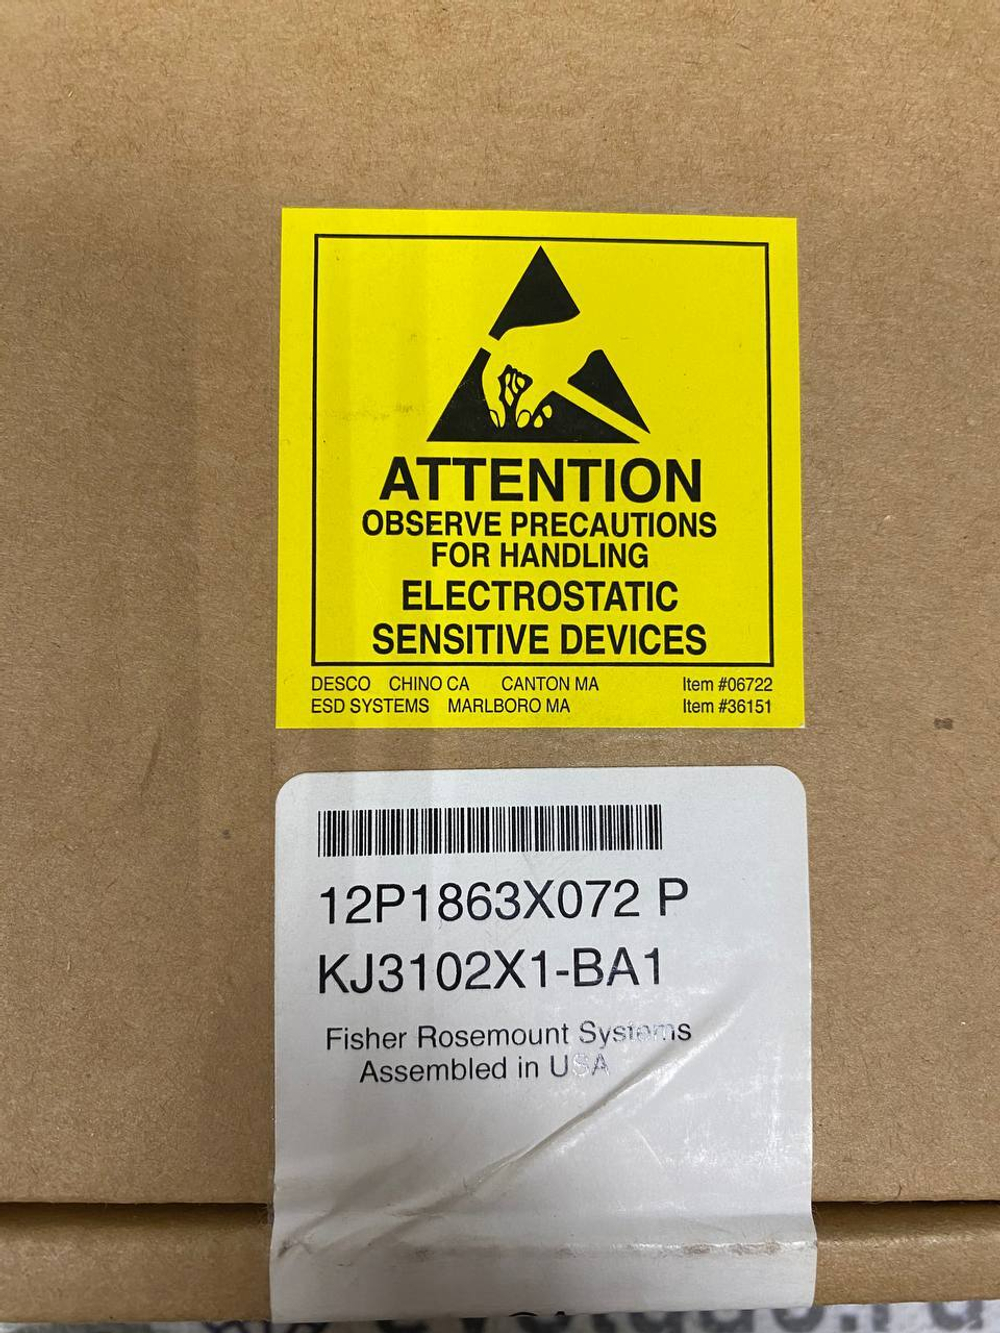 ATTENTION
OBSERVE PRECAUTIONS
FOR HANDLING
ELECTROSTATIC
SENSITIVE DEVICES
DESCO CHINO CA CANTON MA Item #06722
ESD SYSTEMS MARLBORO MA Item #36151
12P1863X072 P
KJ3102X1-BA1
Fisher Rosemount Systems
Assembled in USA